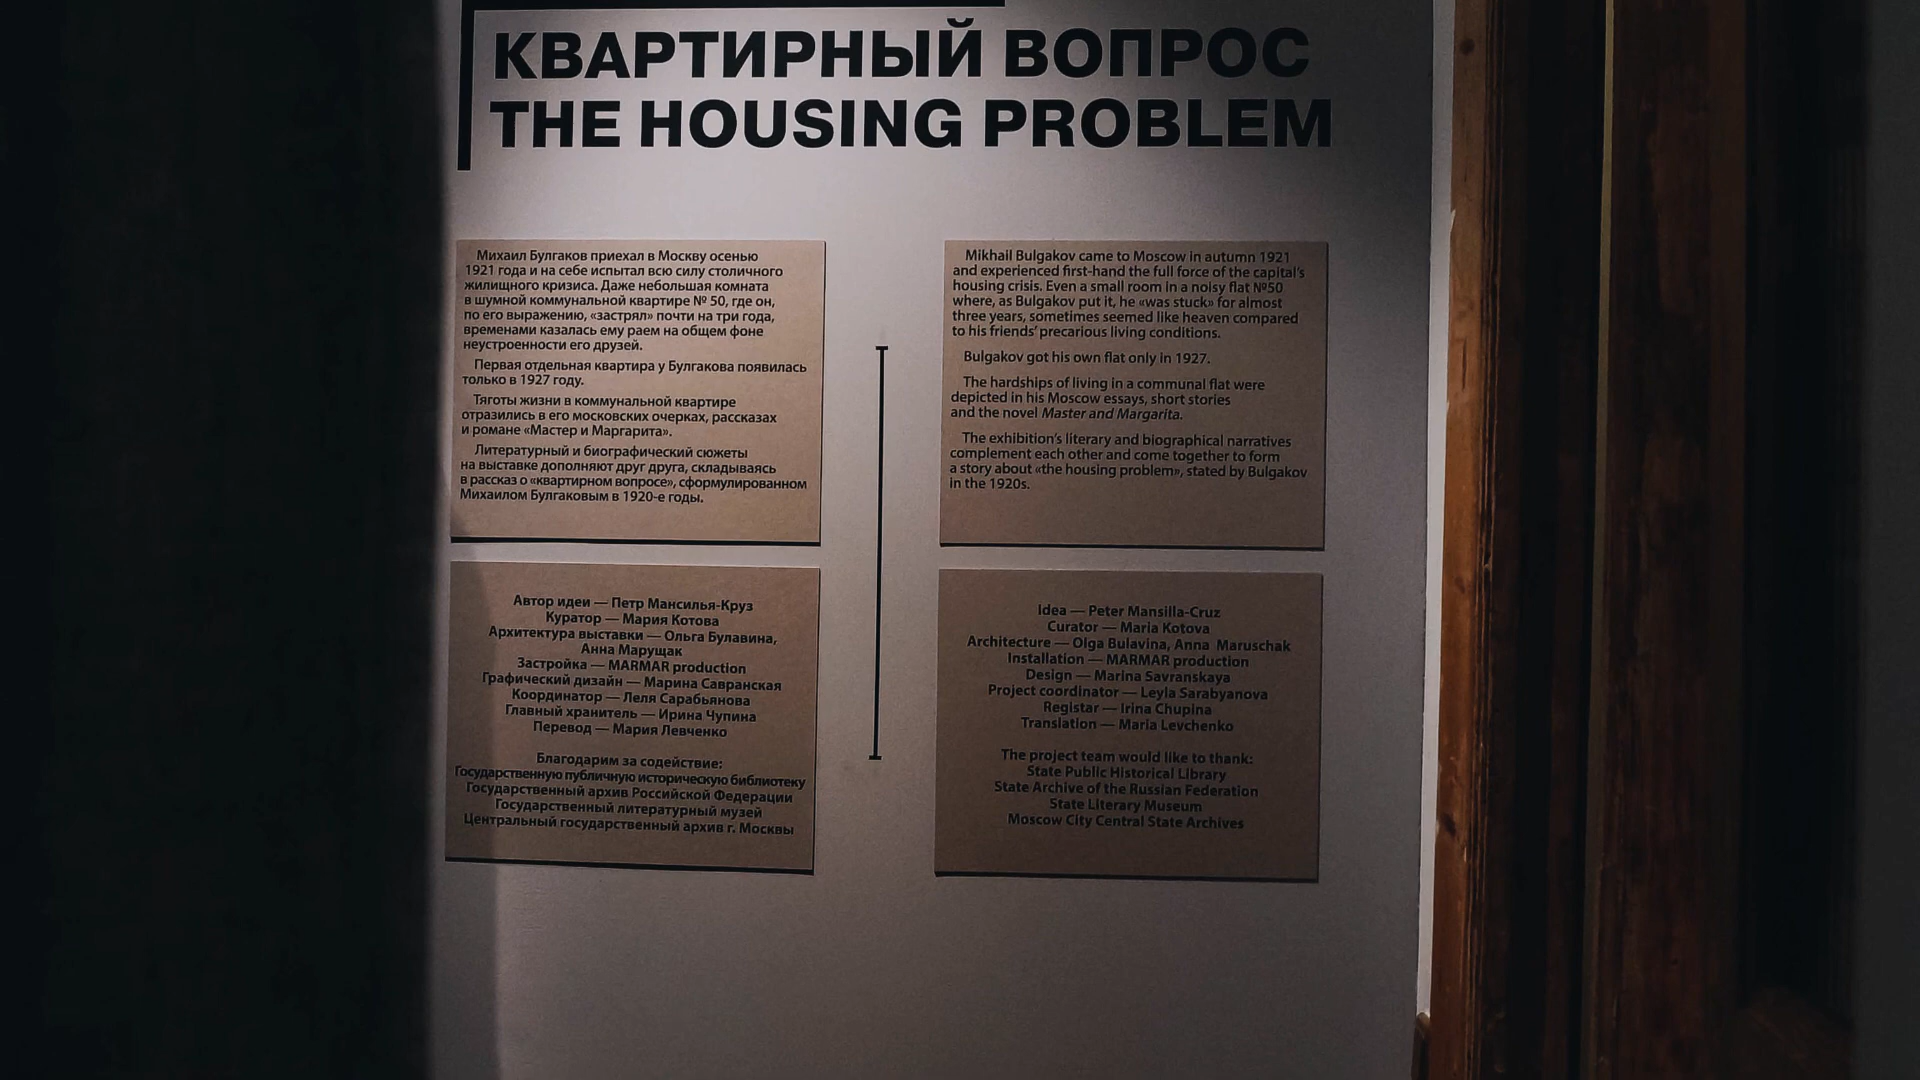 КВАРТИРНЫЙ ВОПРОС
THE HOUSING PROBLEM
Михаил Булгаков приехал в Москву осенью
1921 года и на себе испытал всю силу столичного
жилищного кризиса. Даже небольшая комната
в шумной коммунальной квартире № 50, где он,
по его выражению, «застрял» почти на три года,
временами казалась ему раем на общем фоне
неустроенности его друзей.
Первая отдельная квартира у Булгакова появилась
только в 1927 году.
Тяготы жизни в коммунальной квартире
отразились в его московских очерках, рассказах
и романе «Мастер и Маргарита».
Литературный и биографический сюжеты
на выставке дополняют друг друга, складываясь
в рассказ о «квартирном вопросе», сформулированном
Михаилом Булгаковым в 1920-е годы.
Mikhail Bulgakov came to Moscow in autumn 1921
and experienced first-hand the full force of the capital's
housing crisis. Even a small room in a noisy flat №50
where, as Bulgakov put it, he «was stuck» for almost
three years, sometimes seemed like heaven compared
to his friends' precarious living conditions.
Bulgakov got his own flat only in 1927.
The hardships of living in a communal flat were
depicted in his Moscow essays, short stories
and the novel Master and Margarita.
The exhibition's literary and biographical narratives
complement each other and come together to form
a story about «the housing problem», stated by Bulgakov
in the 1920s.
Автор идеи — Петр Мансилья-Круз
Куратор — Мария Котова
Архитектура выставки — Ольга Булавина,
Анна Марущак
Застройка — MARMAR production
Графический дизайн — Марина Савранская
Координатор — Леля Сарабьянова
Главный хранитель — Ирина Чупина
Перевод — Мария Левченко
Благодарим за содействие:
Государственную публичную историческую библиотеку
Государственный архив Российской Федерации
Государственный литературный музей
Центральный государственный архив г. Москвы
Idea — Peter Mansilla-Cruz
Curator — Maria Kotova
Architecture — Olga Bulavina, Anna Maruschak
Installation — MARMAR production
Design — Marina Savranskaya
Project coordinator — Leyla Sarabyanova
Registar — Irina Chupina
Translation — Maria Levchenko
The project team would like to thank:
State Public Historical Library
State Archive of the Russian Federation
State Literary Museum
Moscow City Central State Archives